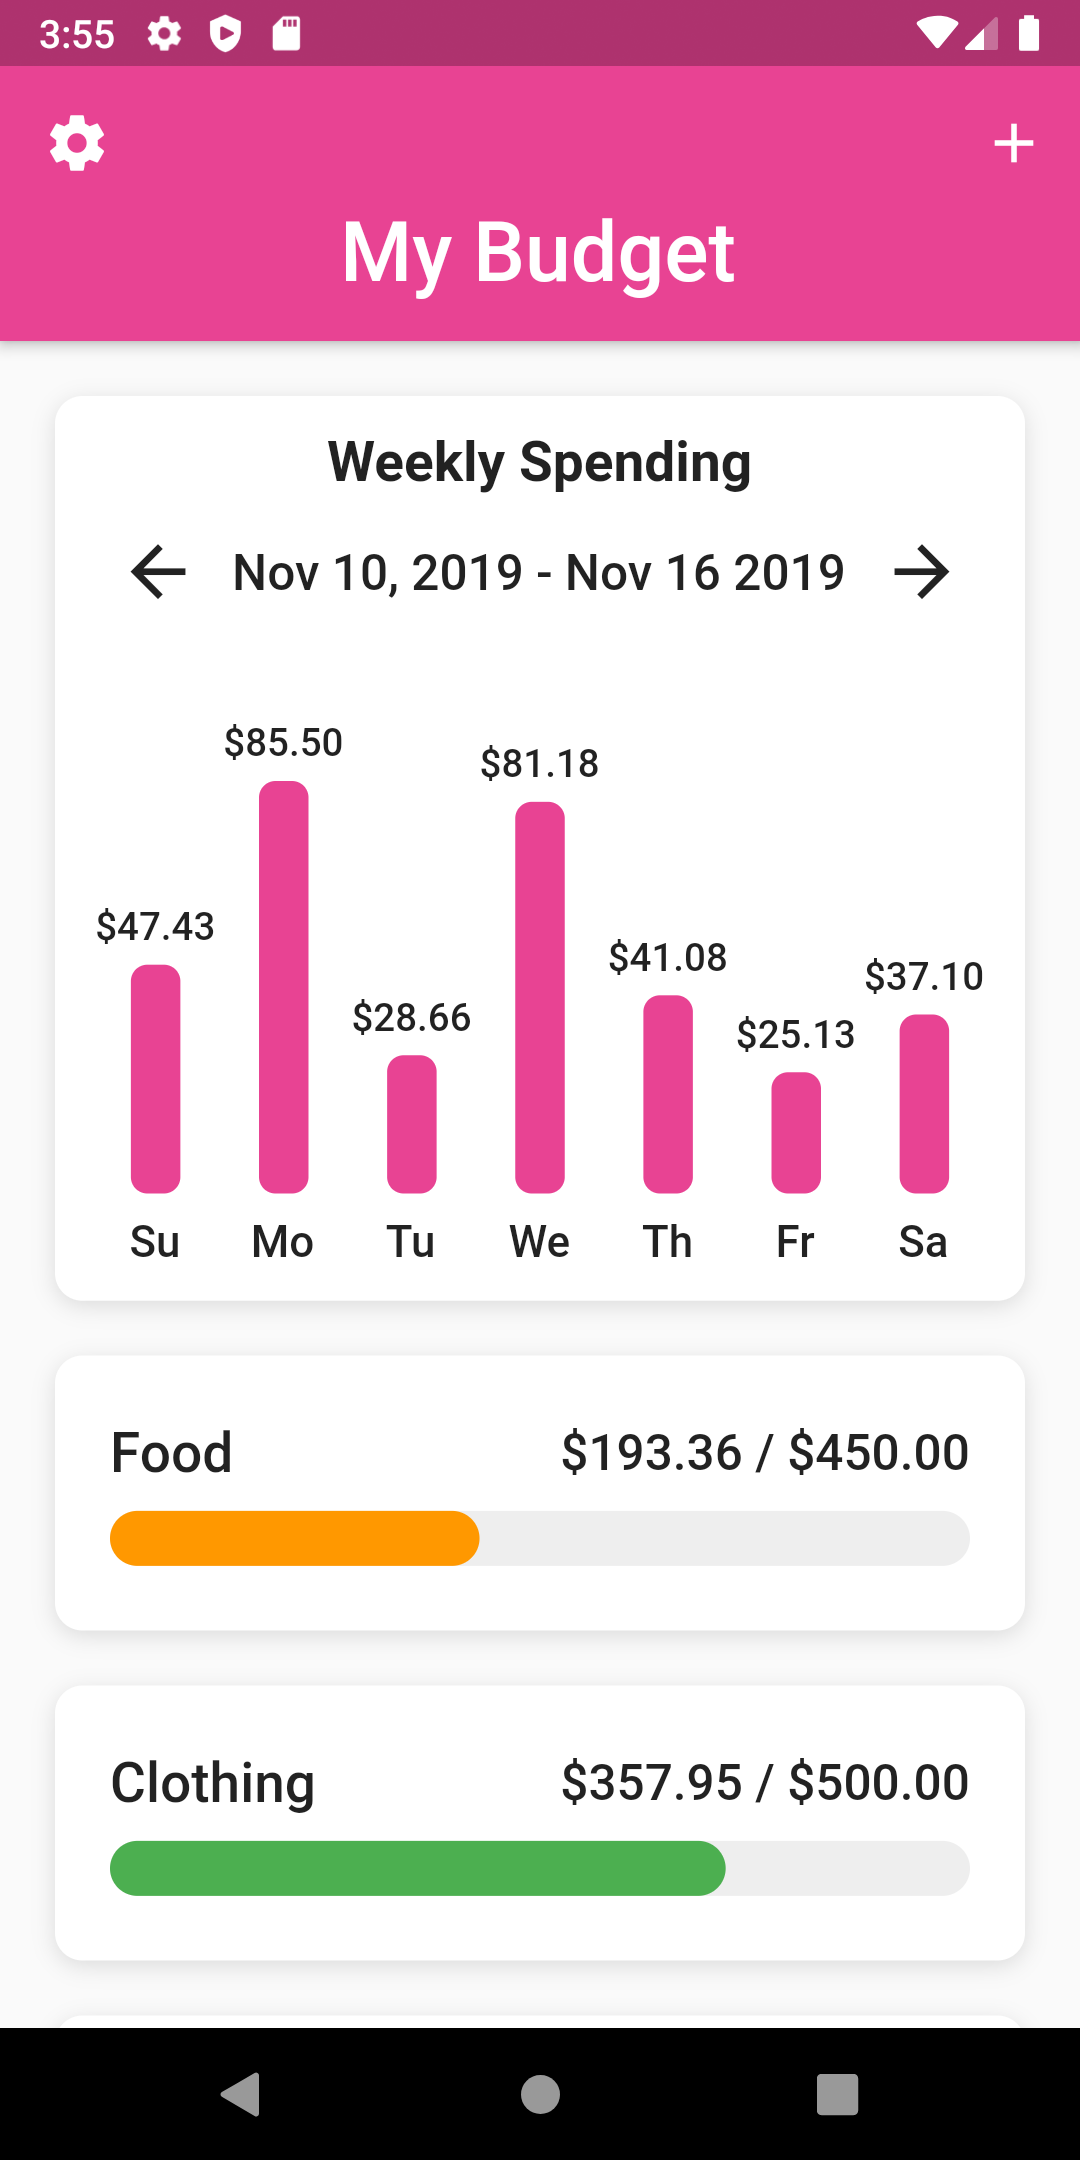 3:55
My Budget
Weekly Spending
Nov 10, 2019 - Nov 16 2019
$47.43
$85.50
$28.66
$81.18
$41.08
$25.13
$37.10
Su Mo Tu We Th Fr Sa
Food $193.36 / $450.00
Clothing $357.95 / $500.00